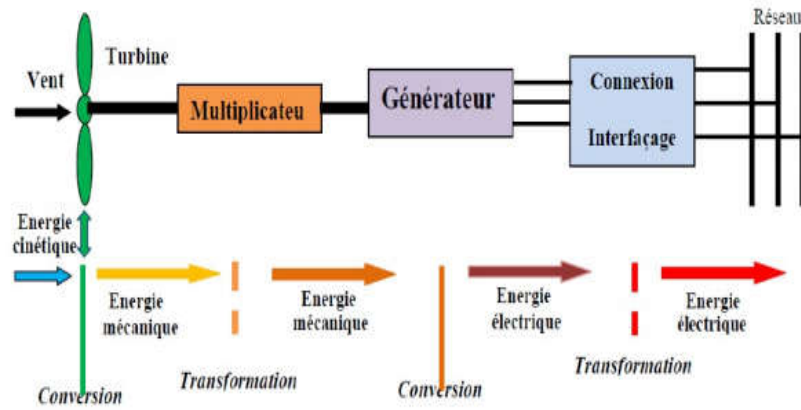 Réseau
Turbine
Vent
Multiplicateu
Générateur
Connexion
Interfaçage
Energie
cinétique
Energie
mécanique
Energie
mécanique
Energie
électrique
Energie
électrique
Conversion
Transformation
Conversion
Transformation